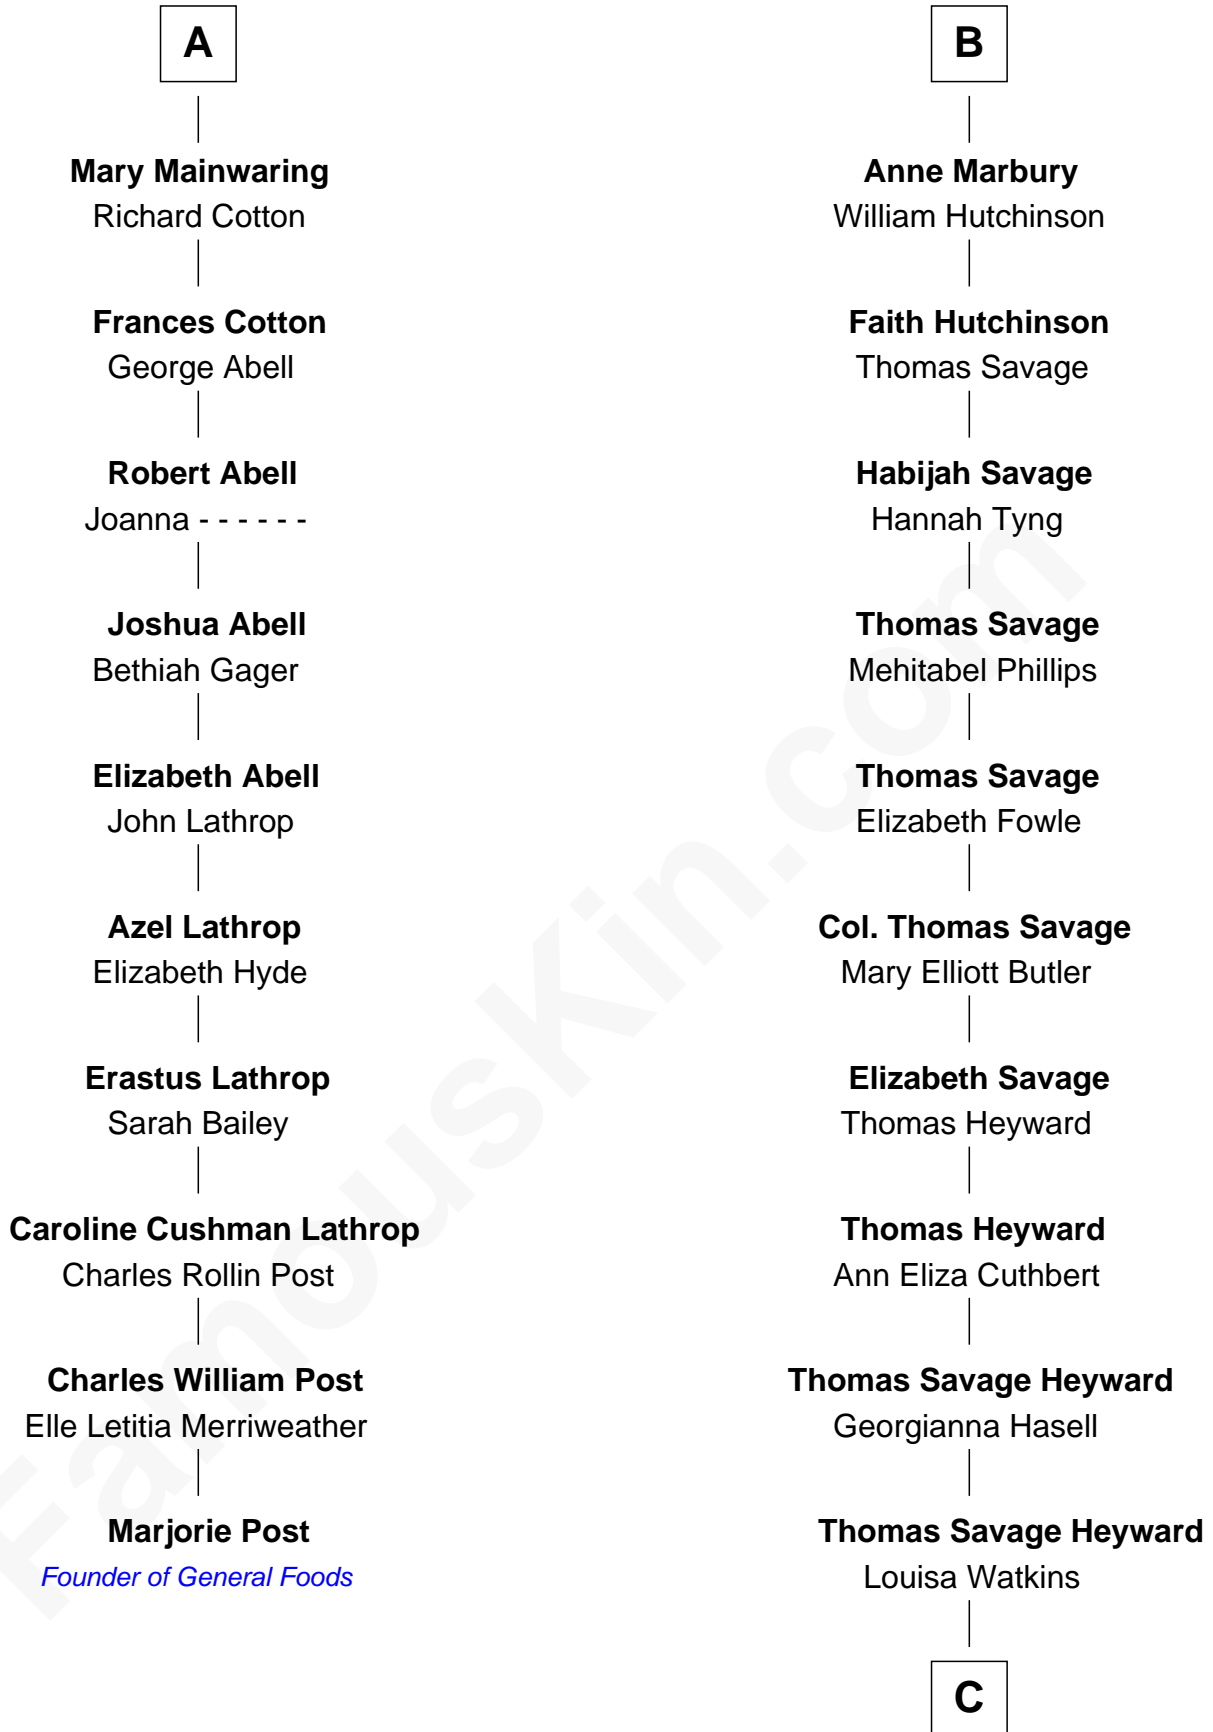 A
Mary Mainwaring
Richard Cotton
Frances Cotton
George Abell
Robert Abell
Joanna - - - - - -
Joshua Abell
Bethiah Gager
Elizabeth Abell
John Lathrop
Azel Lathrop
Elizabeth Hyde
Erastus Lathrop
Sarah Bailey
Caroline Cushman Lathrop
Charles Rollin Post
Charles William Post
Elle Letitia Merriweather
Marjorie Post
Founder of General Foods
B
Anne Marbury
William Hutchinson
Faith Hutchinson
Thomas Savage
Habijah Savage
Hannah Tyng
Thomas Savage
Mehitabel Phillips
Thomas Savage
Elizabeth Fowle
Col. Thomas Savage
Mary Elliott Butler
Elizabeth Savage
Thomas Heyward
Thomas Heyward
Ann Eliza Cuthbert
Thomas Savage Heyward
Georgianna Hasell
Thomas Savage Heyward
Louisa Watkins
C
FamousKin.com